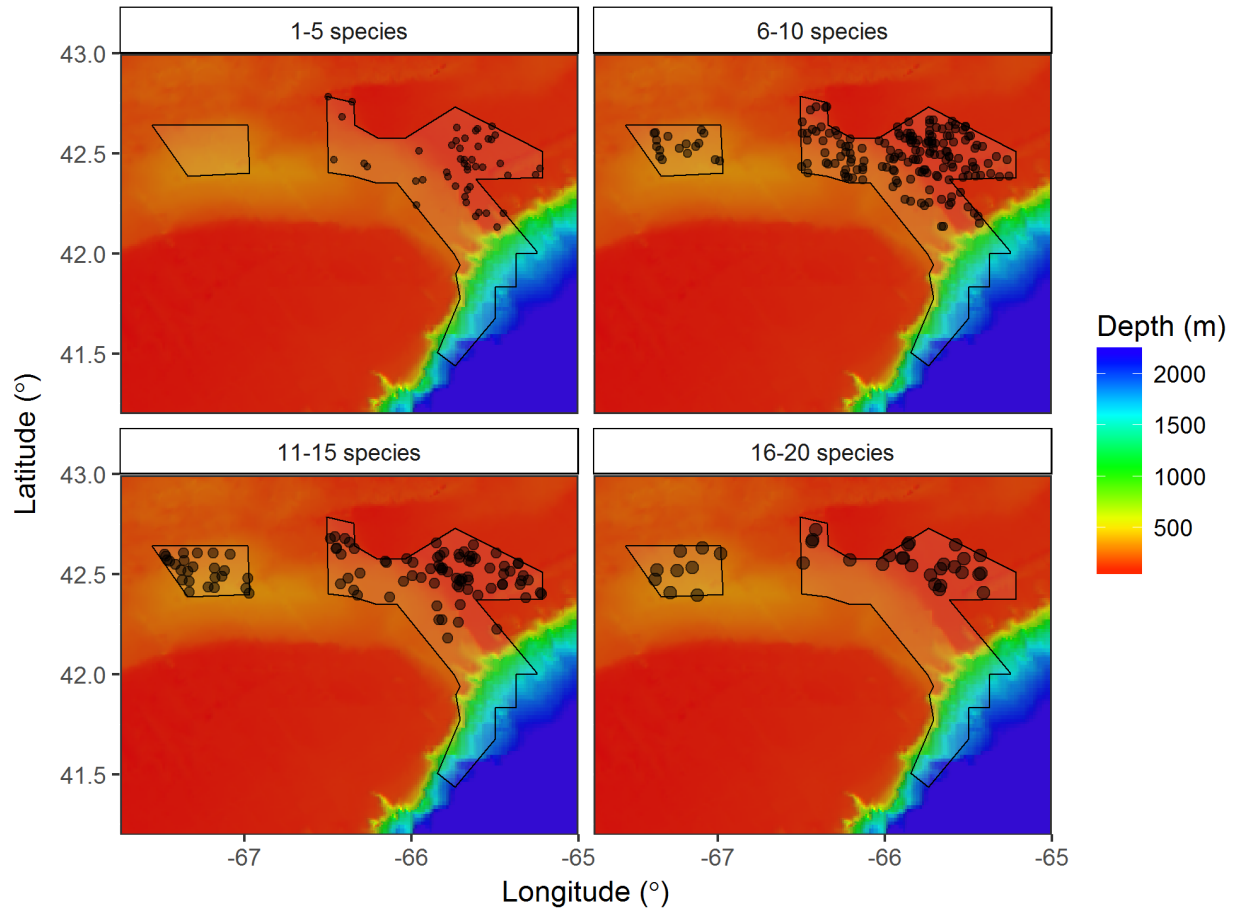 1-5 species
6-10 species
43.0
42.5
42.0
41.5
11-15 species
16-20 species
43.0
42.5
42.0
41.5
-67
-66
-65
-67
-66
-65
Latitude (°)
Longitude (°)
Depth (m)
2000
1500
1000
500